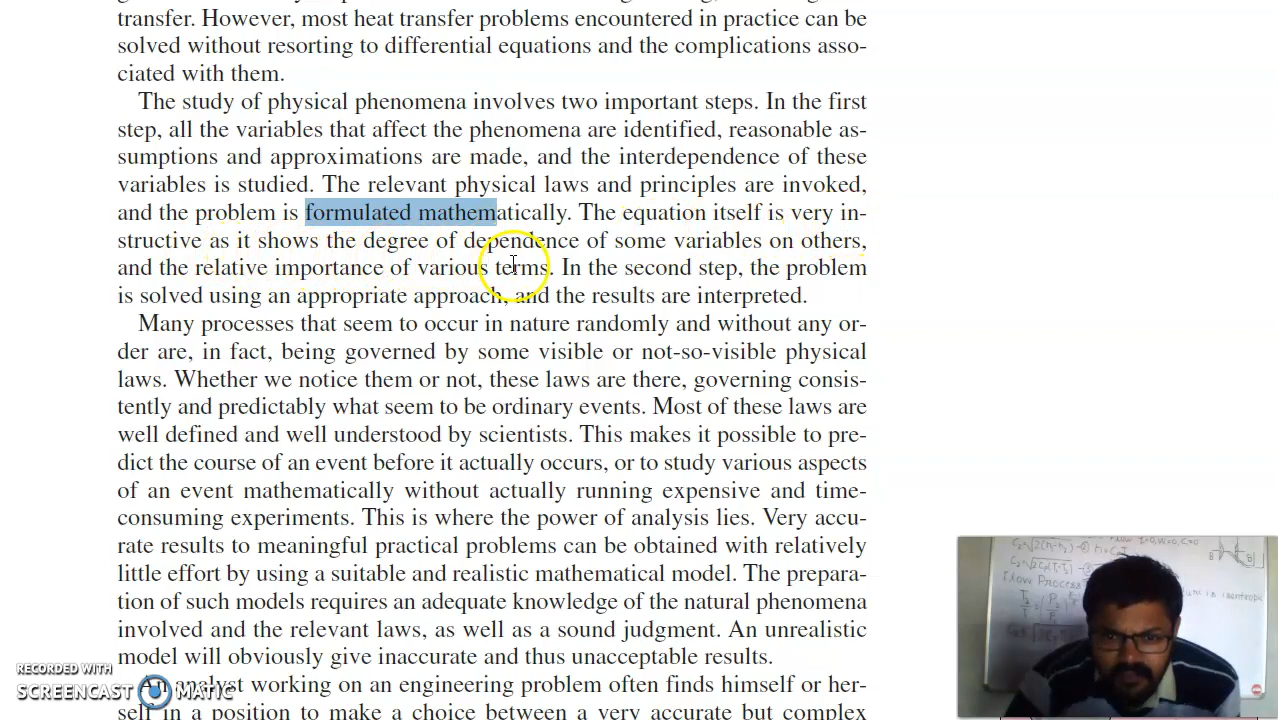 transfer. However, most heat transfer problems encountered in practice can be
solved without resorting to differential equations and the complications asso-
ciated with them.
The study of physical phenomena involves two important steps. In the first
step, all the variables that affect the phenomena are identified, reasonable as-
sumptions and approximations are made, and the interdependence of these
variables is studied. The relevant physical laws and principles are invoked,
and the problem is formulated mathematically. The equation itself is very in-
structive as it shows the degree of dependence of some variables on others,
and the relative importance of various terms. In the second step, the problem
is solved using an appropriate approach, and the results are interpreted.
Many processes that seem to occur in nature randomly and without any or-
der are, in fact, being governed by some visible or not-so-visible physical
laws. Whether we notice them or not, these laws are there, governing consis-
tently and predictably what seem to be ordinary events. Most of these laws are
well defined and well understood by scientists. This makes it possible to pre-
dict the course of an event before it actually occurs, or to study various aspects
of an event mathematically without actually running expensive and time-
consuming experiments. This is where the power of analysis lies. Very accu-
rate results to meaningful practical problems can be obtained with relatively
little effort by using a suitable and realistic mathematical model. The prepara-
tion of such models requires an adequate knowledge of the natural phenomena
involved and the relevant laws, as well as a sound judgment. An unrealistic
model will obviously give inaccurate and thus unacceptable results.
An analyst working on an engineering problem often finds himself or her-
self in a position to make a choice between a very accurate but complex
RECORDED WITH
SCREENCAST MATIC
Flow Process
isentropic